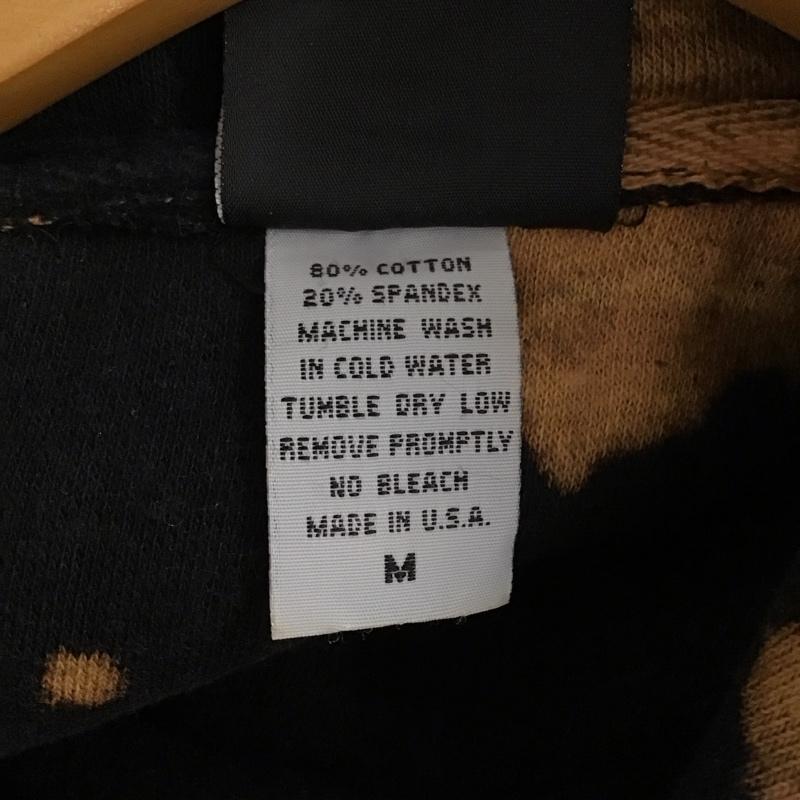 80% COTTON
20% SPANDEX
MACHINE WASH
IN COLD WATER
TUMBLE DRY LOW
REMOVE PROMPTLY
NO BLEACH
MADE IN U.S.A.
M